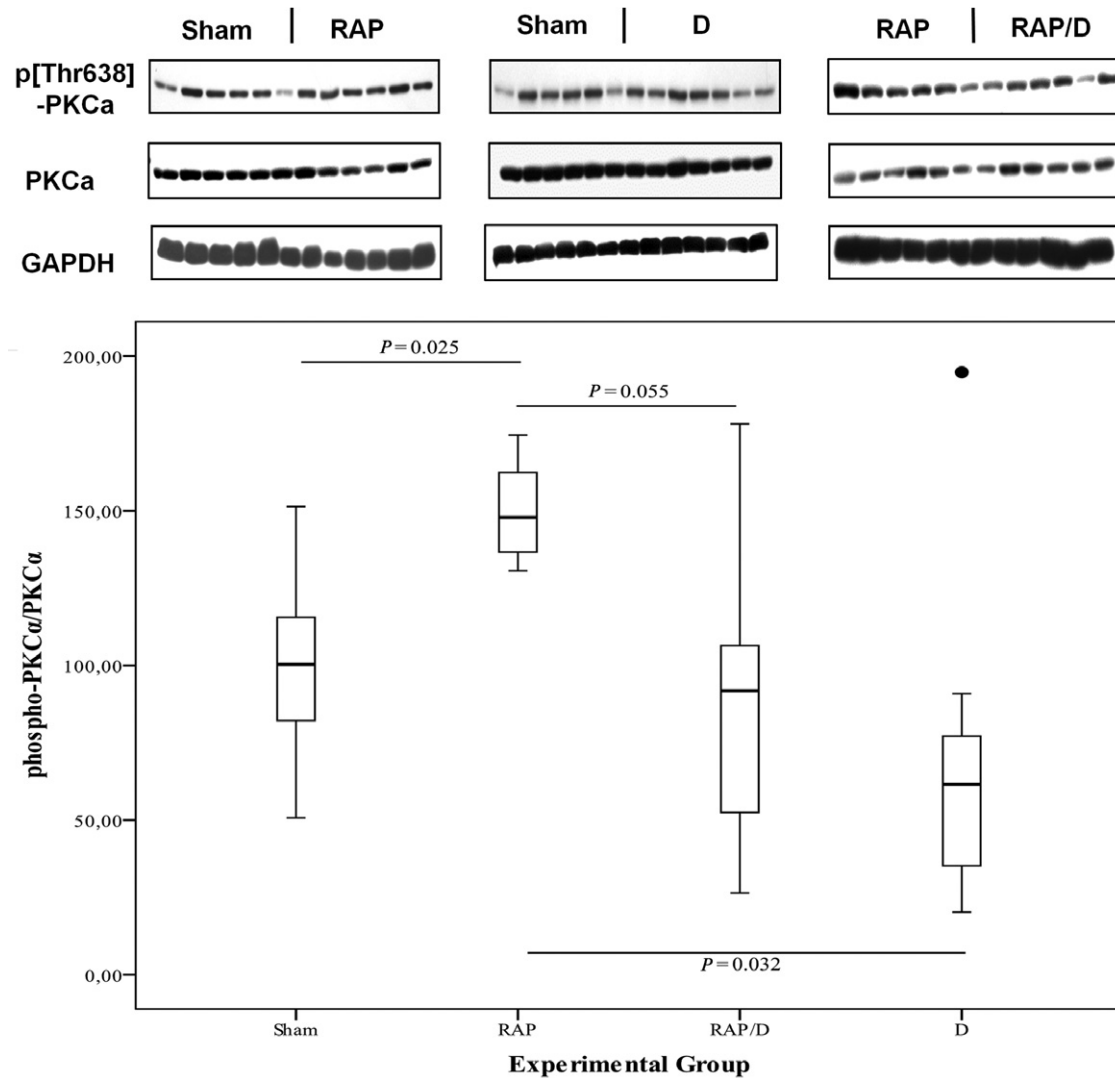 Sham | RAP
Sham | D
RAP | RAP/D
p[Thr638]
-PKCa
PKCa
GAPDH
P = 0.025
P = 0.055
P = 0.032
200,00
150,00
100,00
50,00
0,00
phospho-PKCα/PKCα
Sham RAP RAP/D D
Experimental Group